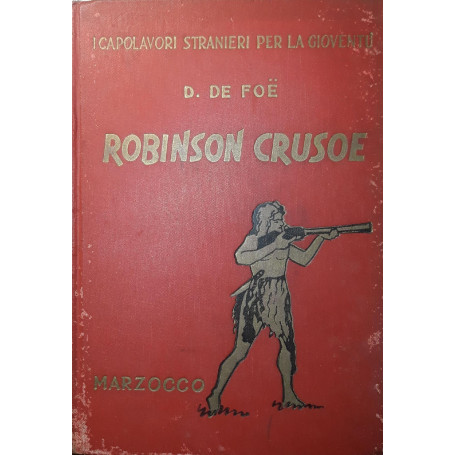 I CAPOLAVORI STRANIERI PER LA GIOVENTÙ
D. DE FOË
ROBINSON CRUSOE
MARZOCCO